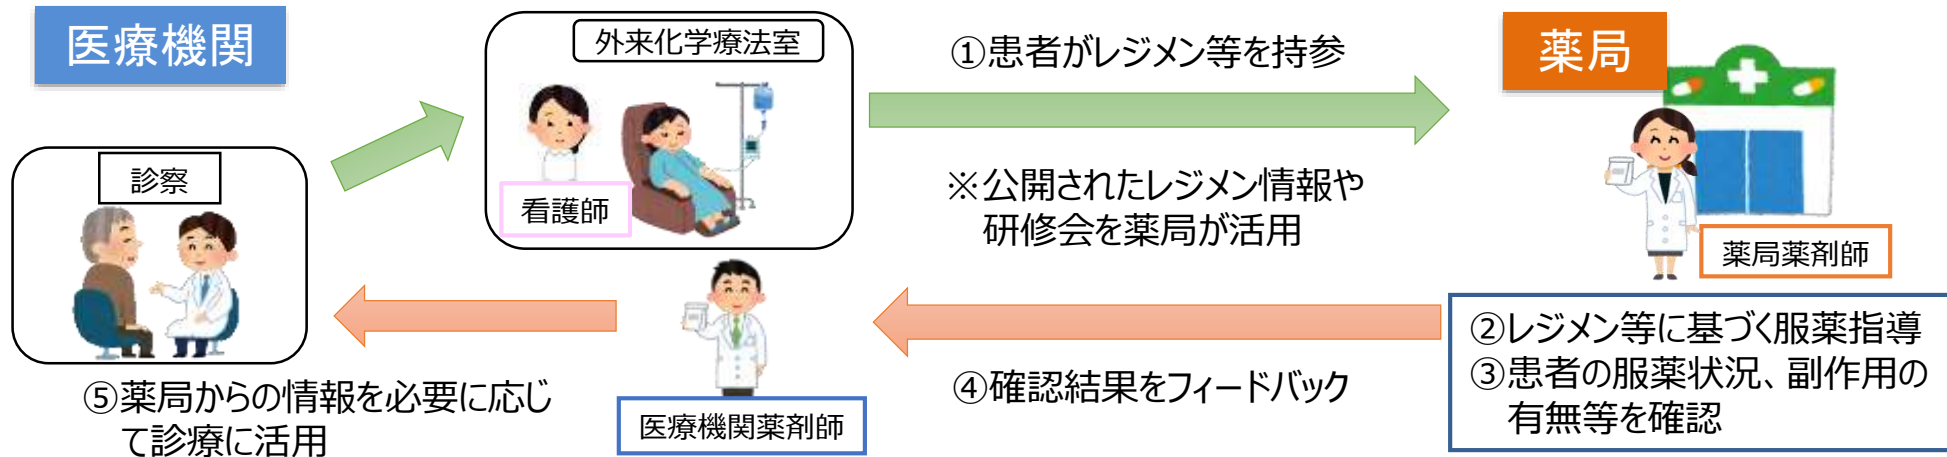 医療機関
外来化学療法室
診察
看護師
①患者がレジメン等を持参
薬局
※公開されたレジメン情報や
研修会を薬局が活用
薬局薬剤師
②レジメン等に基づく服薬指導
③患者の服薬状況、副作用の
有無等を確認
④確認結果をフィードバック
医療機関薬剤師
⑤薬局からの情報を必要に応じ
て診療に活用